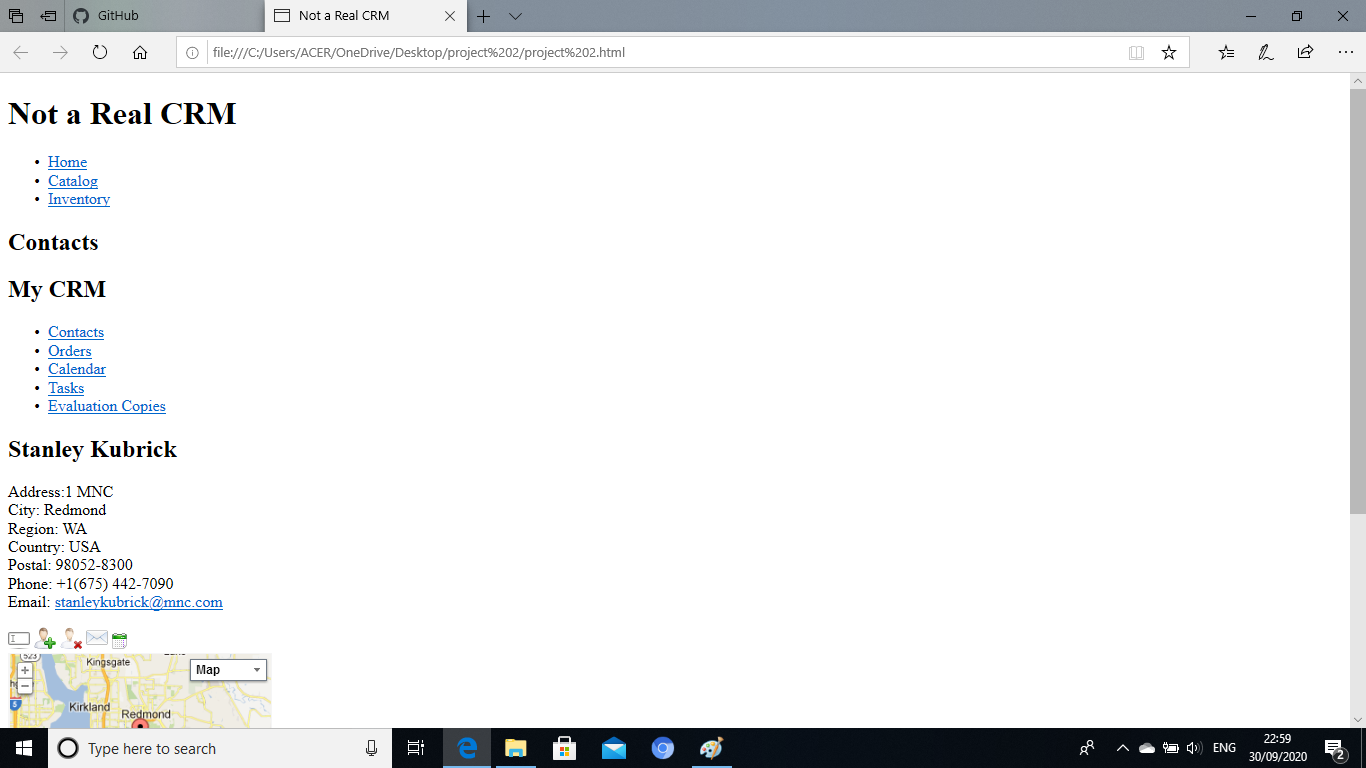 GitHub
Not a Real CRM
file:///C:/Users/ACER/OneDrive/Desktop/project%202/project%202.html
Not a Real CRM
Home
Catalog
Inventory
Contacts
My CRM
Contacts
Orders
Calendar
Tasks
Evaluation Copies
Stanley Kubrick
Address:1 MNC
City: Redmond
Region: WA
Country: USA
Postal: 98052-8300
Phone: +1(675) 442-7090
Email: stanleykubrick@mnc.com
523
Kingsgate
Map
5
Kirkland
Redmond
Type here to search
ENG
22:59
30/09/2020
2